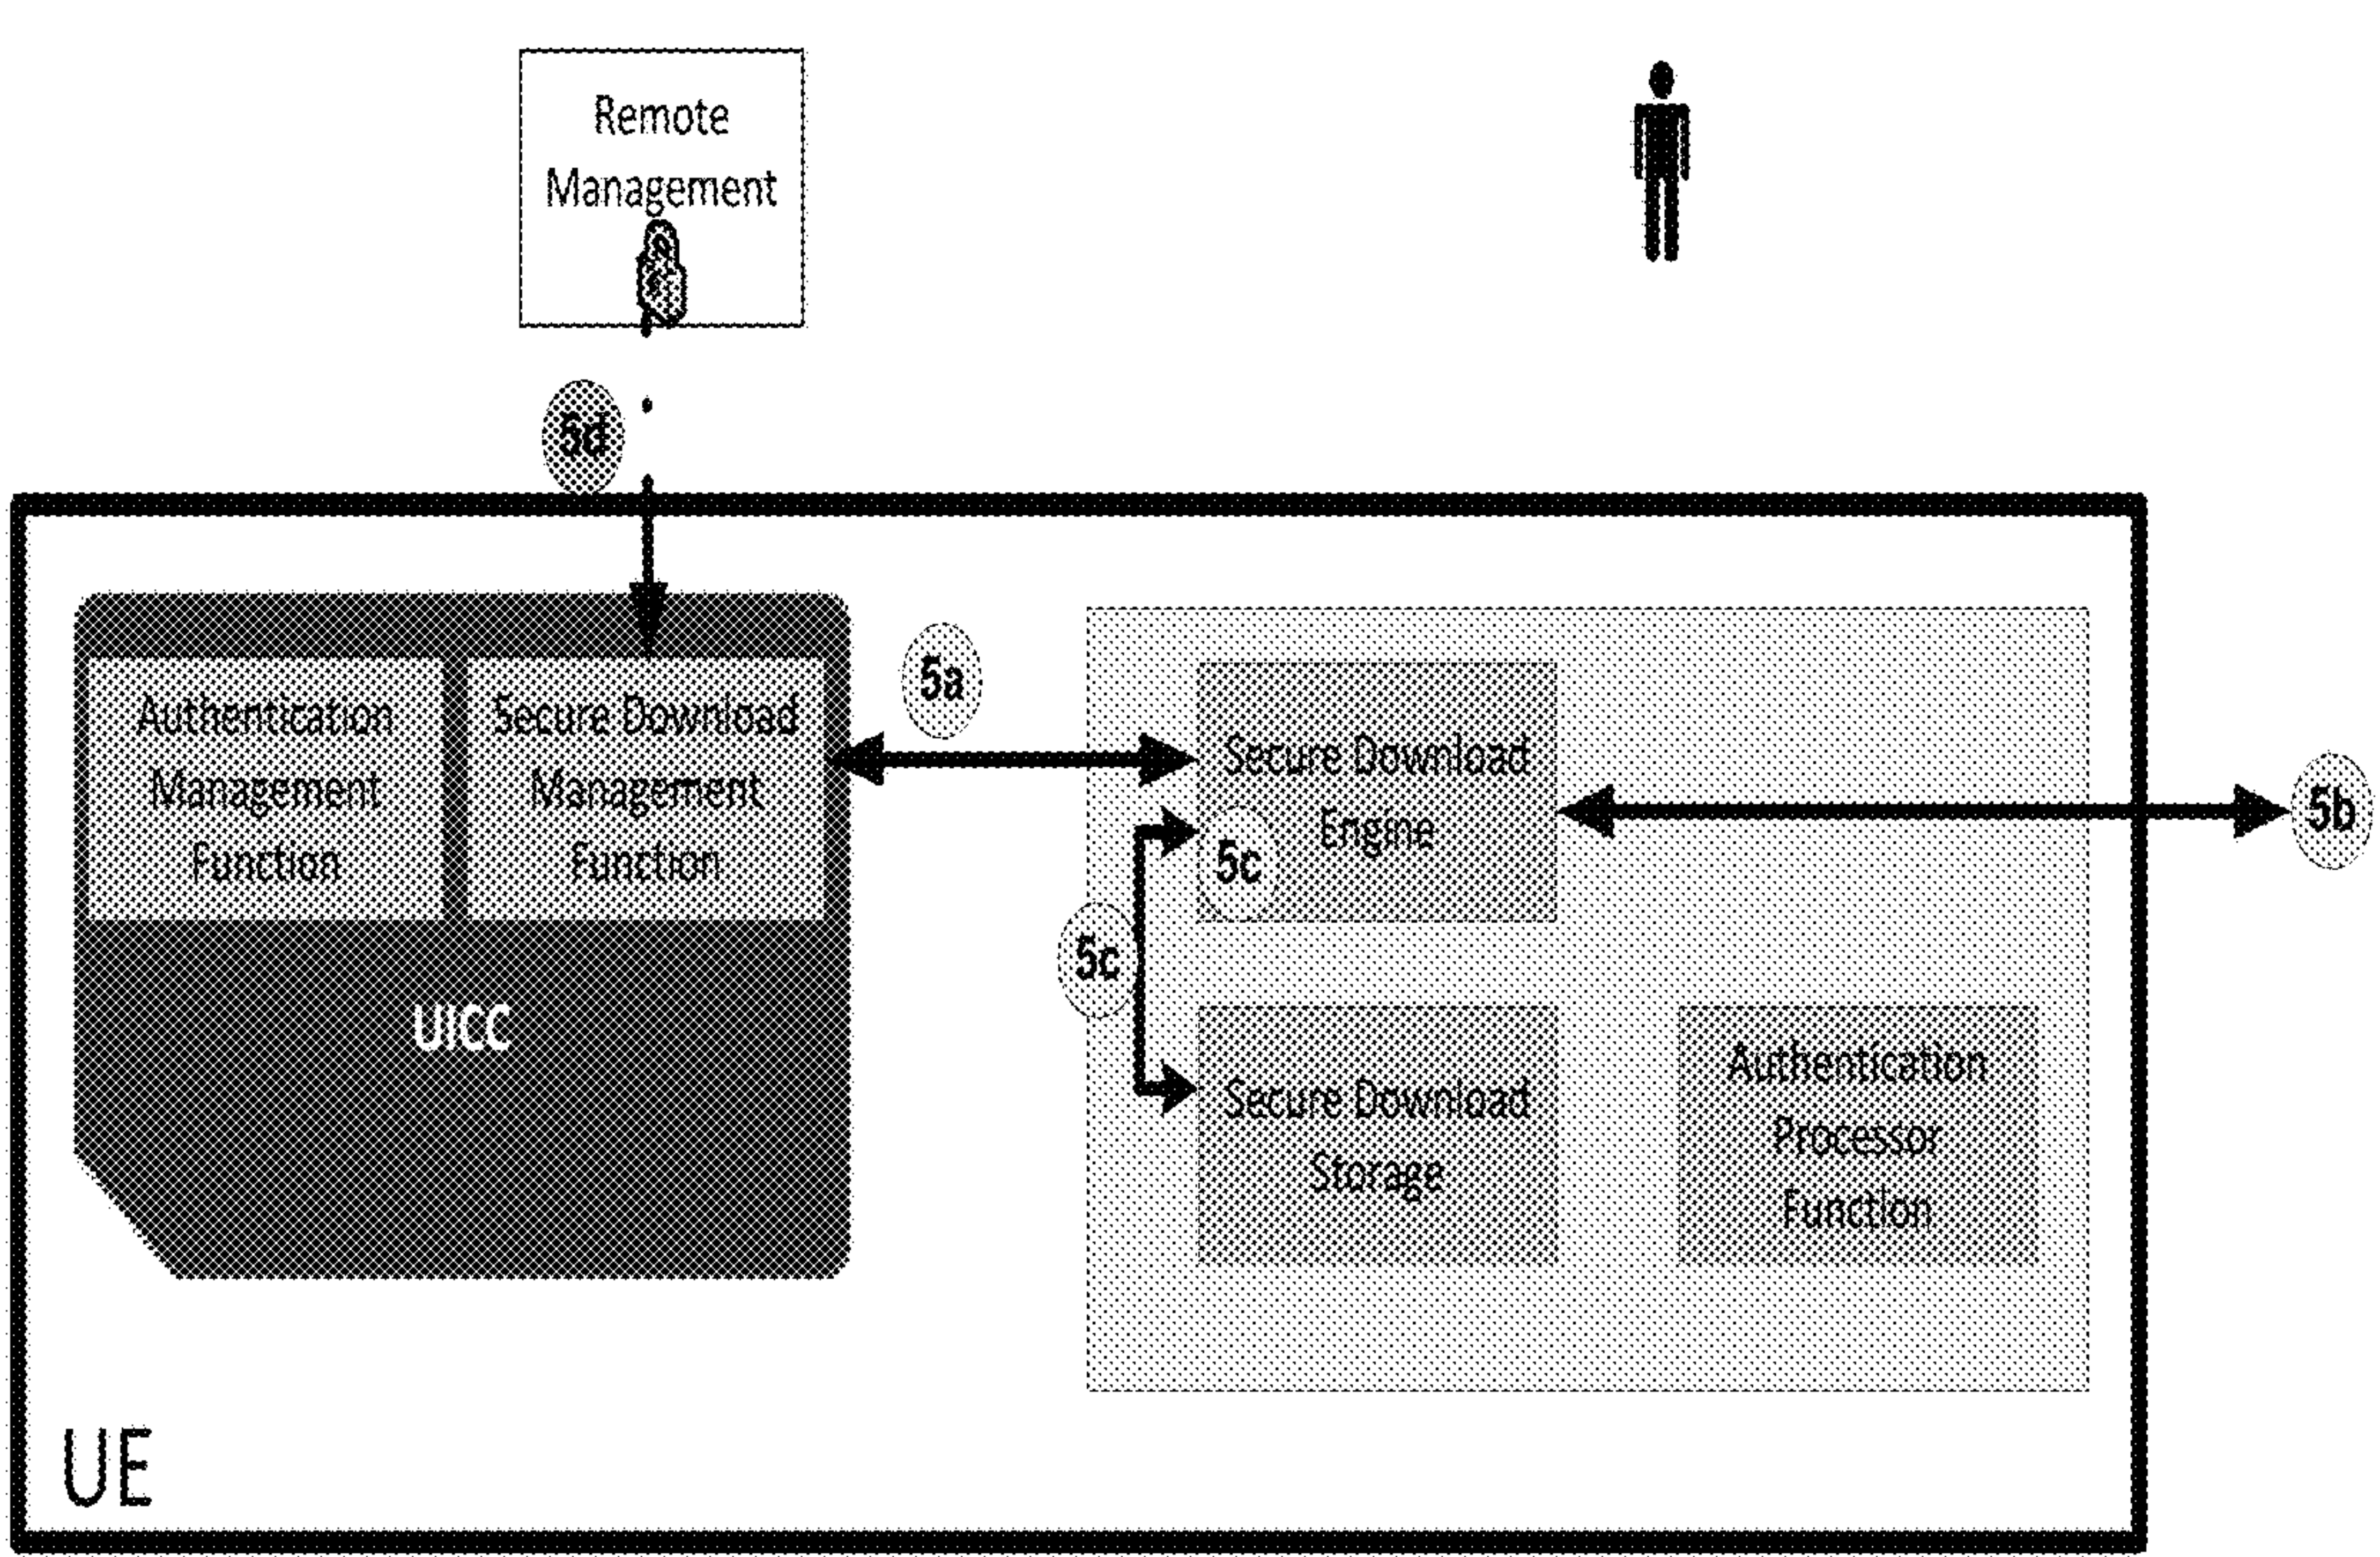 Remote
Management
5d
Authentication
Management
Function
Secure Download
Management
Function
UICC
5a
Secure Download
Engine
5c
5c
5b
Secure Download
Storage
Authentication
Processor
Function
UE